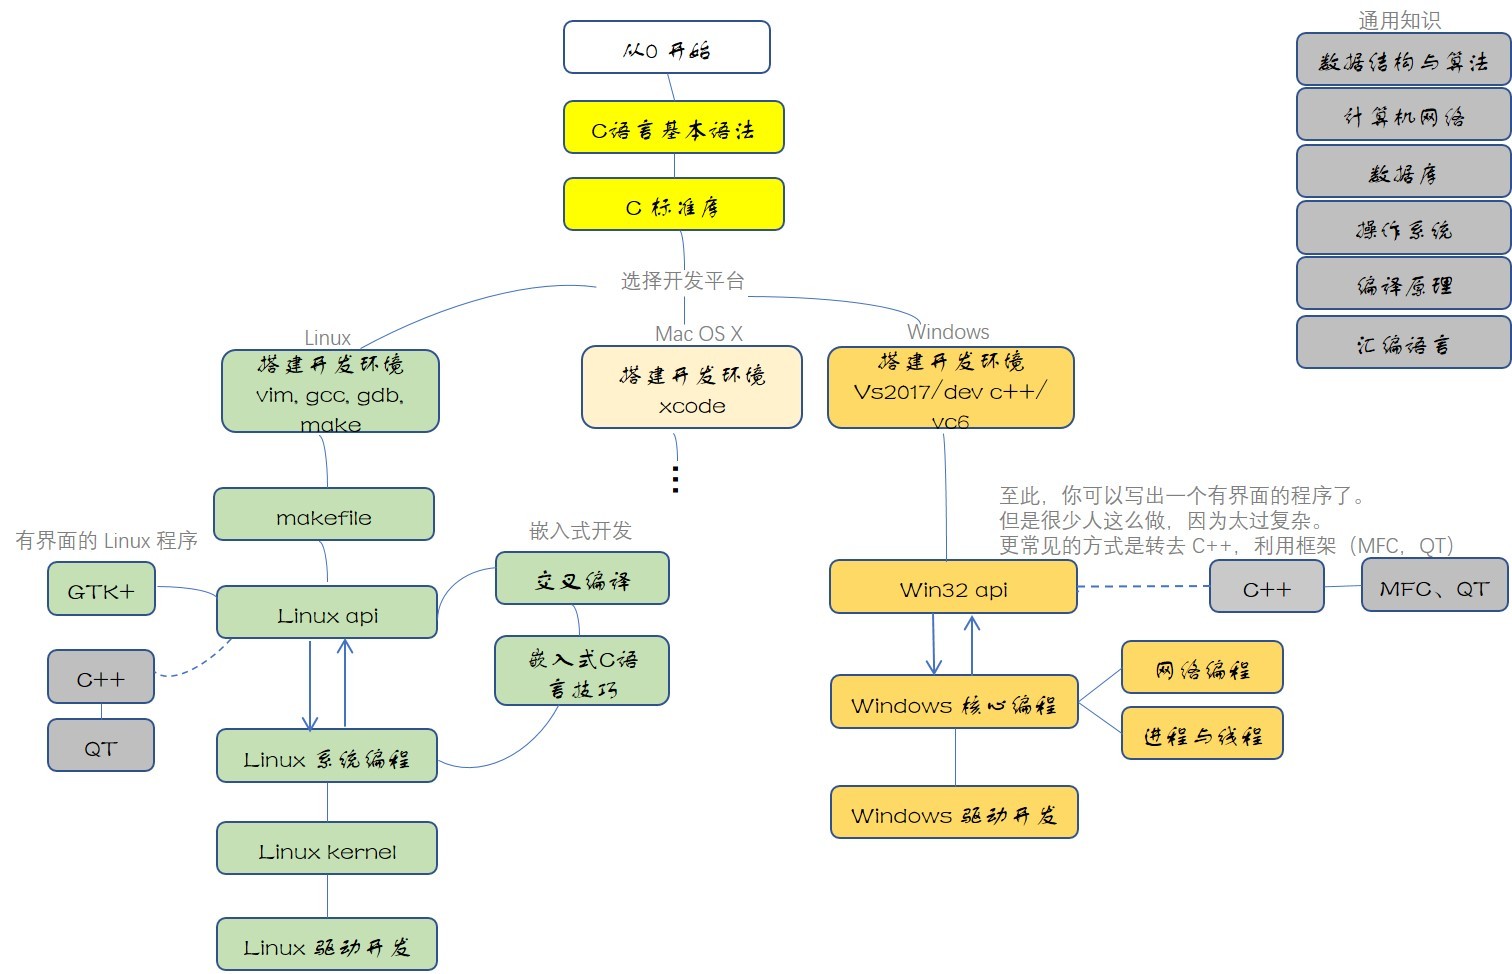 从0 开始
C语言基本语法
C 标准库
选择开发平台
Linux
搭建开发环境
vim, gcc, gdb,
make
makefile
有界面的 Linux 程序
GTK+
Linux api
C++
QT
Linux 系统编程
Linux kernel
Linux 驱动开发
嵌入式开发
交叉编译
嵌入式C语
言技巧
Mac OS X
搭建开发环境
xcode
...
Windows
搭建开发环境
Vs2017/dev c++/
vc6
至此，你可以写出一个有界面的程序了。
但是很少人这么做，因为太过复杂。
更常见的方式是转去 C++，利用框架（MFC，QT）
Win32 api
C++
MFC、QT
Windows 核心编程
网络编程
进程与线程
Windows 驱动开发
通用知识
数据结构与算法
计算机网络
数据库
操作系统
编译原理
汇编语言